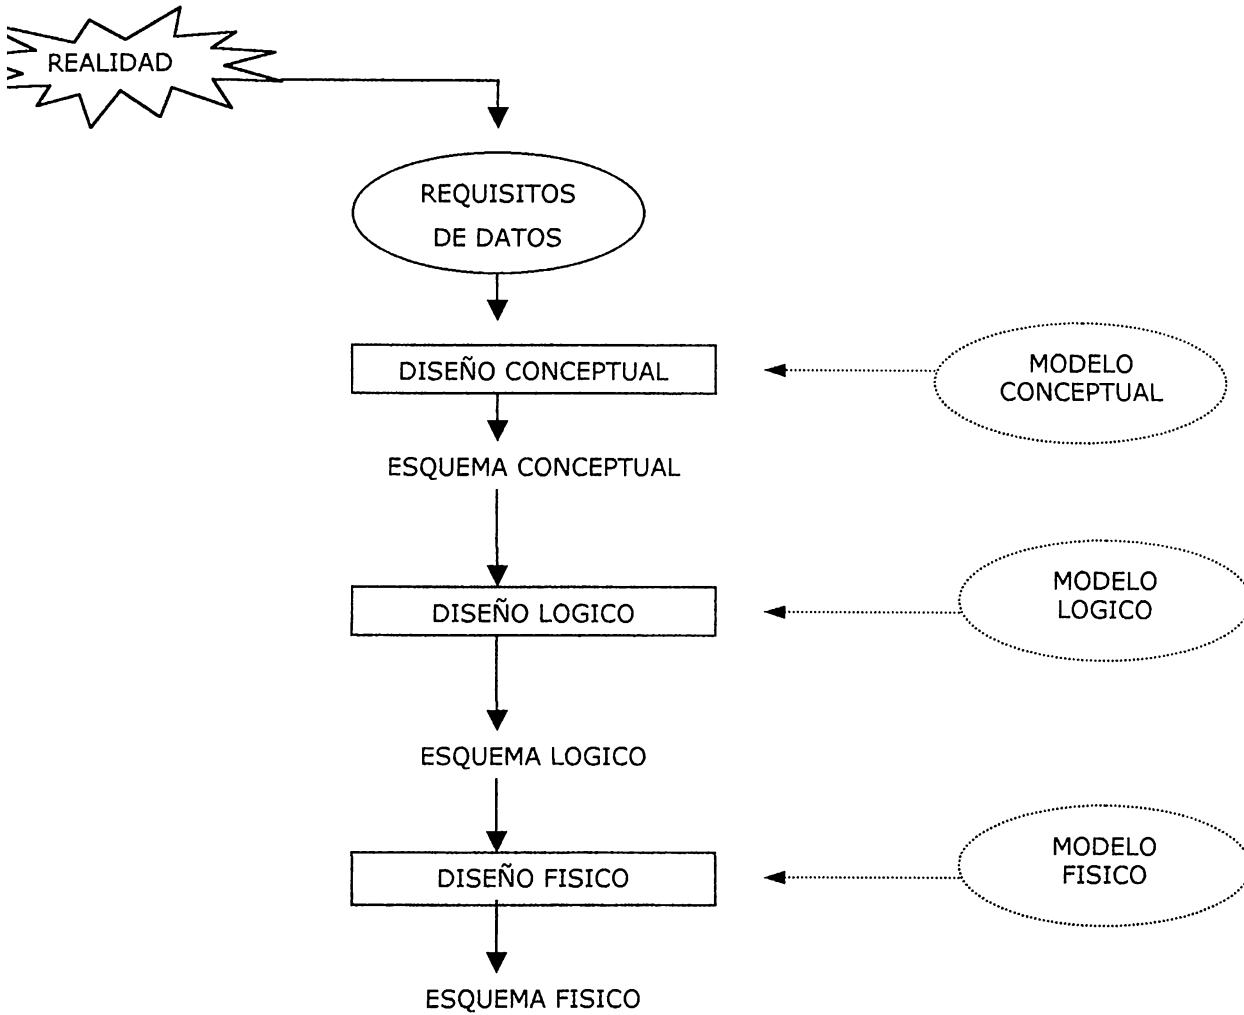 REALIDAD
REQUISITOS
DE DATOS
DISEÑO CONCEPTUAL
MODELO
CONCEPTUAL
ESQUEMA CONCEPTUAL
DISEÑO LOGICO
MODELO
LOGICO
ESQUEMA LOGICO
DISEÑO FISICO
MODELO
FISICO
ESQUEMA FISICO